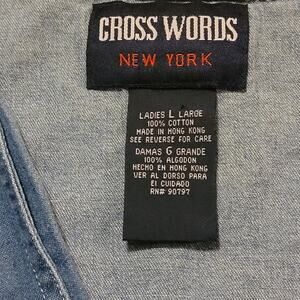 CROSS WORDS
NEW YORK
LADIES L LARGE
100% COTTON
MADE IN HONG KONG
SEE REVERSE FOR CARE
DAMAS G GRANDE
100% ALGODON
HECHO EN HONG KONG
VER AL DORSO PARA
EI CUIDADO
RN# 90797